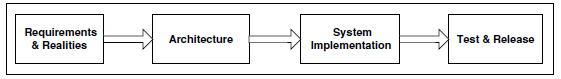 Requirements
& Realities
Architecture
System
Implementation
Test & Release